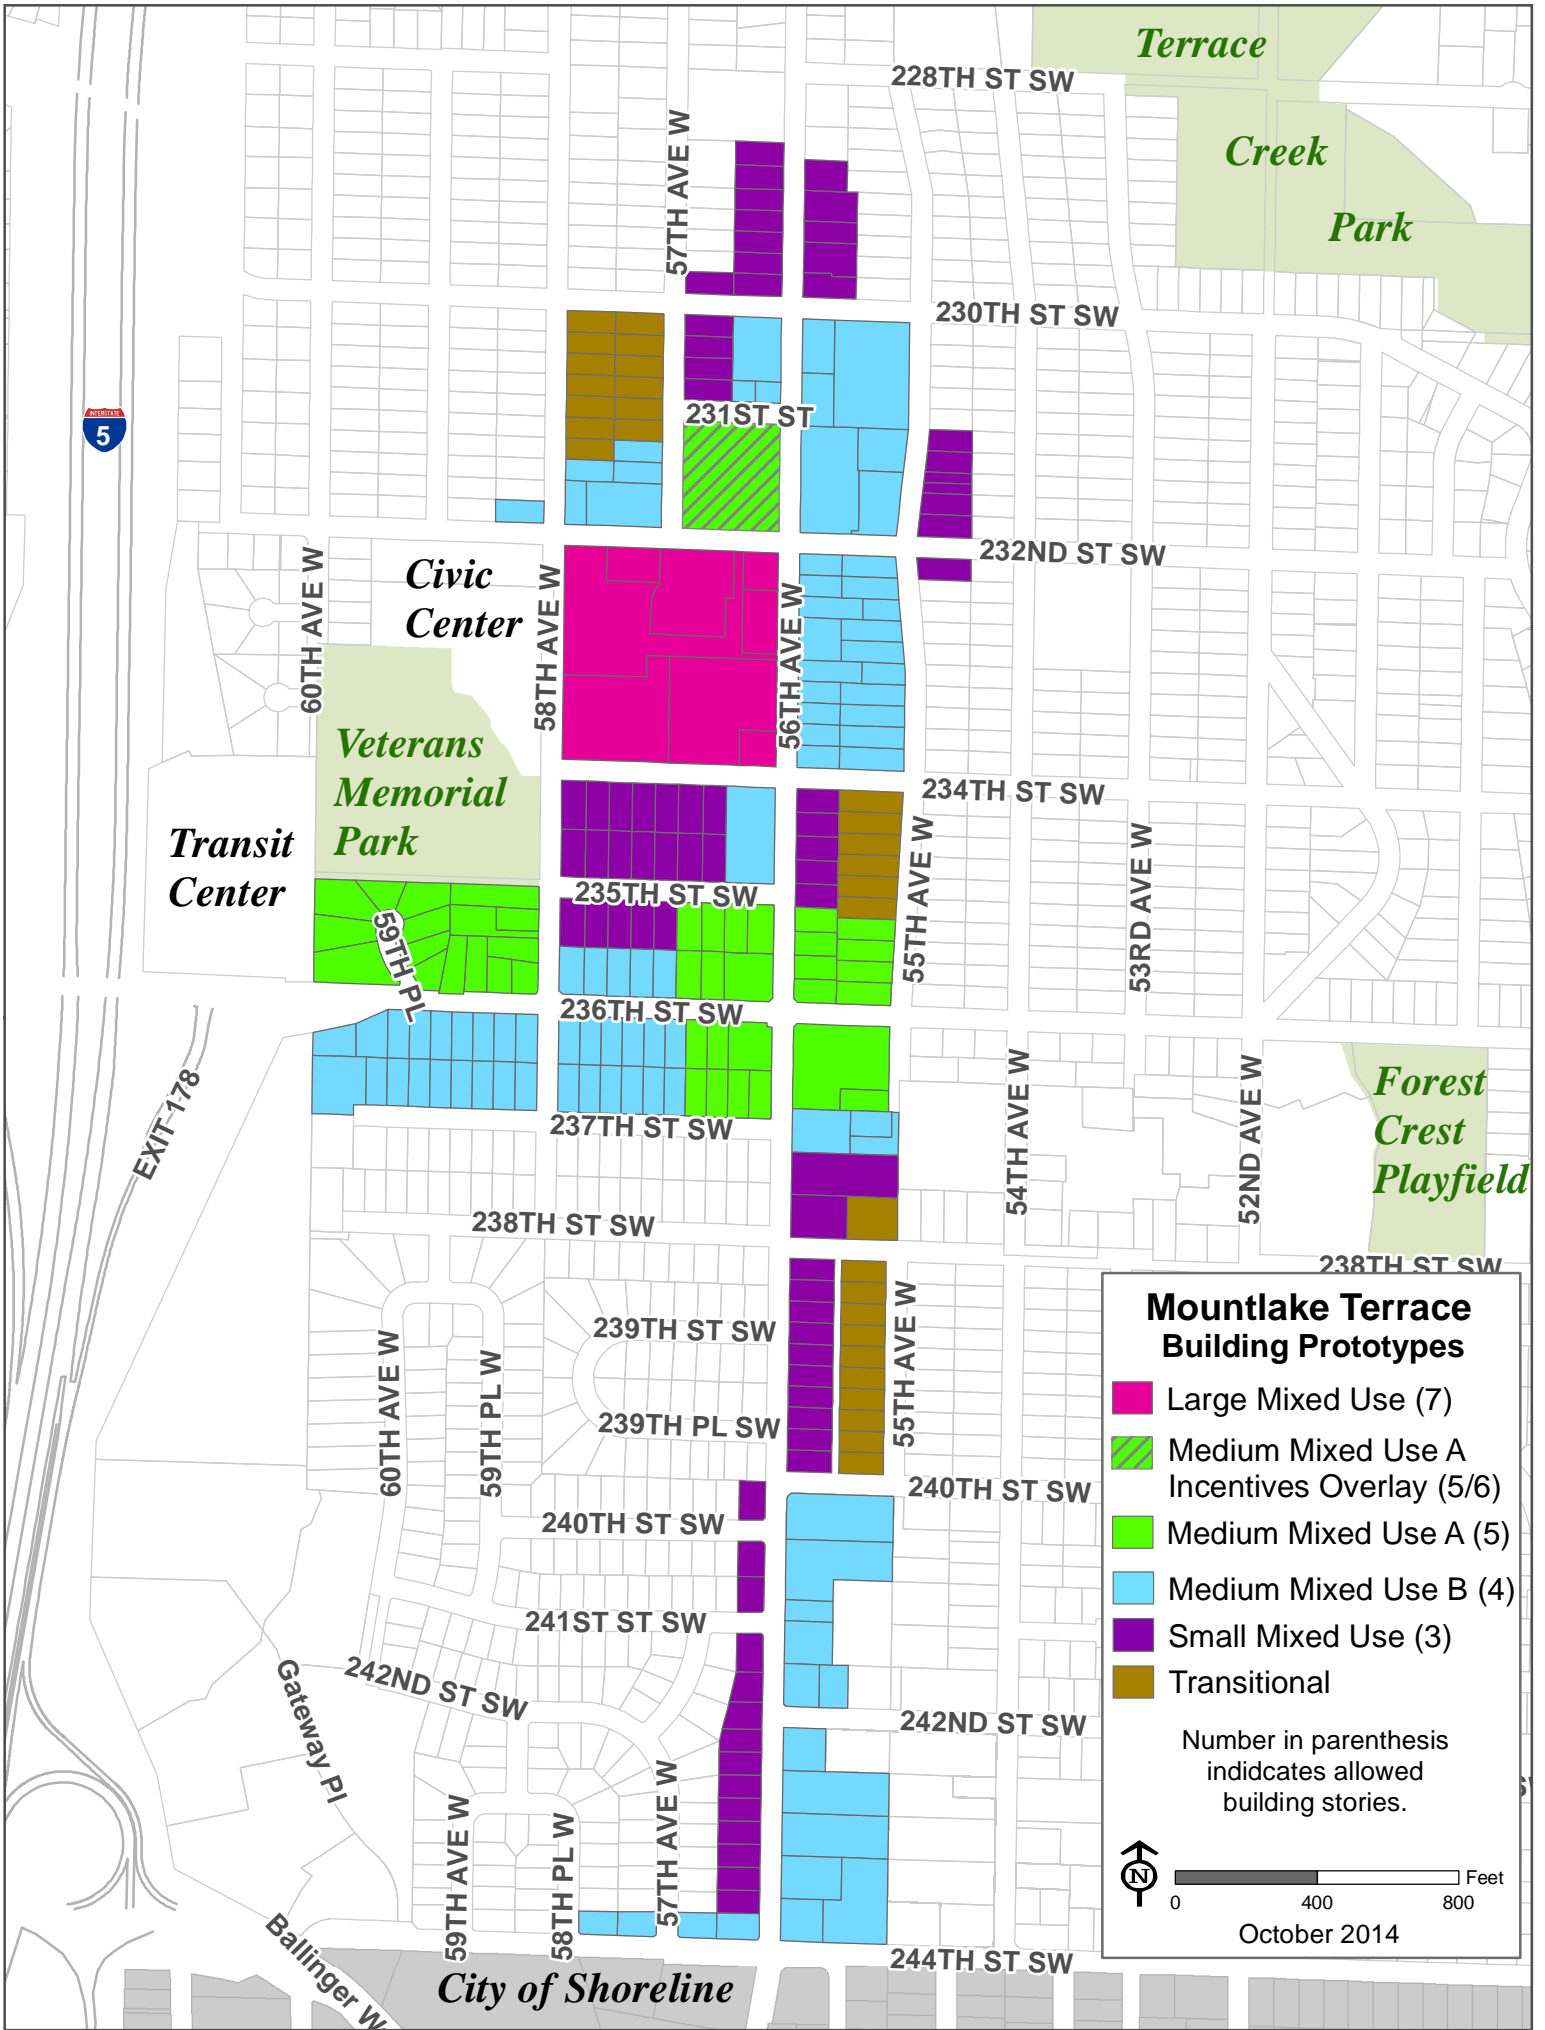 Terrace
228TH ST SW
Creek
57TH AVE W
Park
230TH ST SW
231ST ST
INTERSTATE
5
232ND ST SW
Civic
Center
60TH AVE W
58TH AVE W
56TH AVE W
Veterans
Memorial
Park
234TH ST SW
Transit
Center
235TH ST SW
55TH AVE W
53RD AVE W
59TH PL
236TH ST SW
EXIT 178
54TH AVE W
52ND AVE W
Forest
Crest
Playfield
237TH ST SW
238TH ST SW
238TH ST SW
239TH ST SW
60TH AVE W
59TH PL W
55TH AVE W
239TH PL SW
240TH ST SW
240TH ST SW
241ST ST SW
242ND ST SW
Gateway Pl
242ND ST SW
59TH AVE W
58TH PL W
57TH AVE W
Ballinger W
244TH ST SW
City of Shoreline
Mountlake Terrace
Building Prototypes
Large Mixed Use (7)
Medium Mixed Use A
Incentives Overlay (5/6)
Medium Mixed Use A (5)
Medium Mixed Use B (4)
Small Mixed Use (3)
Transitional
Number in parenthesis
indidcates allowed
building stories.
N
Feet
0 400 800
October 2014